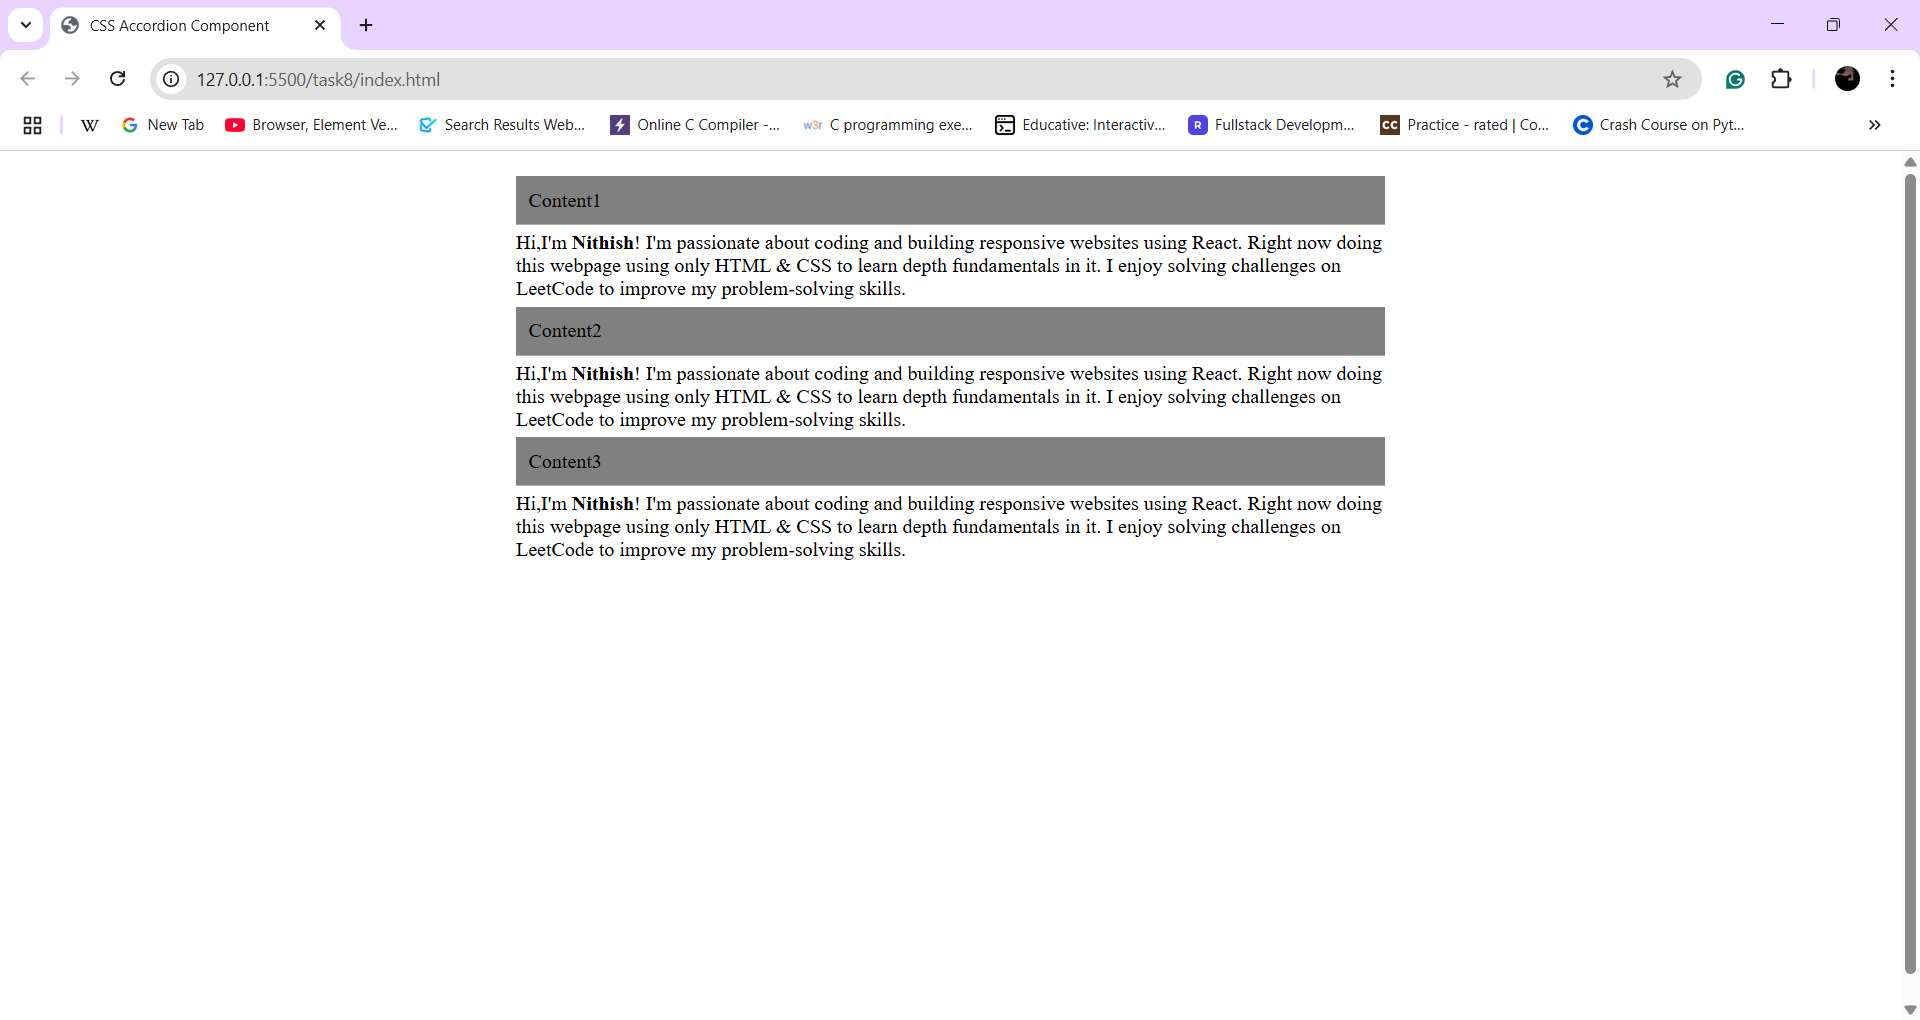 CSS Accordion Component
127.0.0.1:5500/task8/index.html
W New Tab Browser, Element Ve... Search Results Web... Online C Compiler -... w3r C programming exe... Educative: Interactiv... R Fullstack Developm... CC Practice - rated | Co... C Crash Course on Pyt...
Content1
Hi,I'm Nithish! I'm passionate about coding and building responsive websites using React. Right now doing
this webpage using only HTML & CSS to learn depth fundamentals in it. I enjoy solving challenges on
LeetCode to improve my problem-solving skills.
Content2
Hi,I'm Nithish! I'm passionate about coding and building responsive websites using React. Right now doing
this webpage using only HTML & CSS to learn depth fundamentals in it. I enjoy solving challenges on
LeetCode to improve my problem-solving skills.
Content3
Hi,I'm Nithish! I'm passionate about coding and building responsive websites using React. Right now doing
this webpage using only HTML & CSS to learn depth fundamentals in it. I enjoy solving challenges on
LeetCode to improve my problem-solving skills.